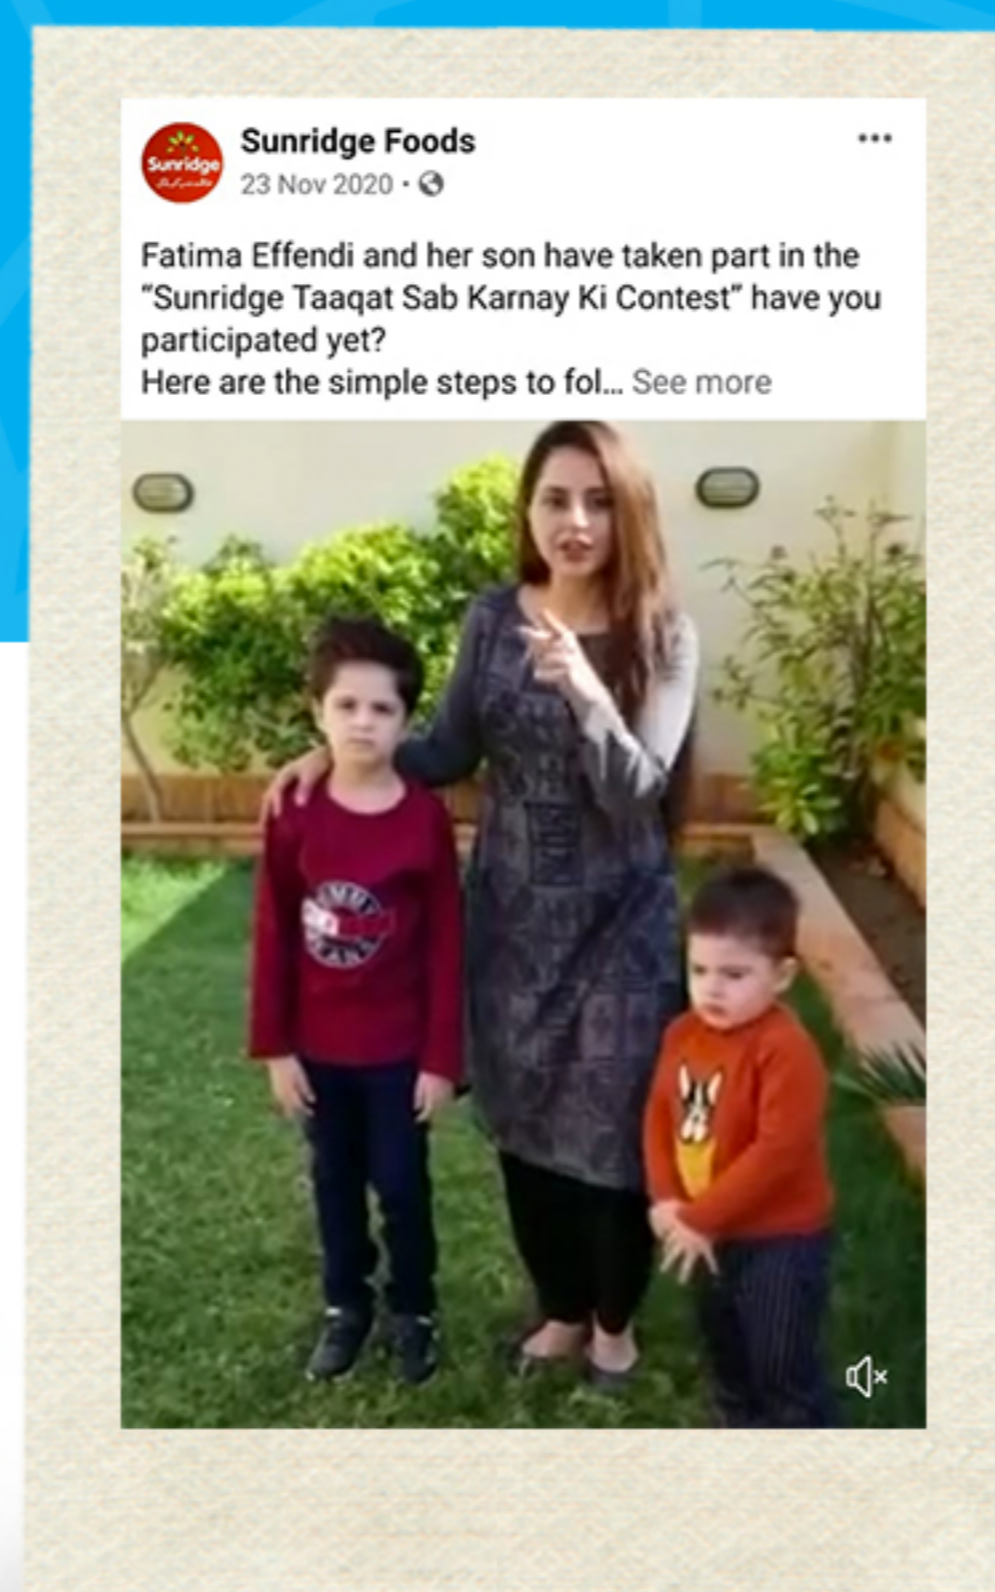 Sunridge
Sunridge Foods
23 Nov 2020 ·
Fatima Effendi and her son have taken part in the
“Sunridge Taaqat Sab Karnay Ki Contest” have you
participated yet?
Here are the simple steps to fol... See more